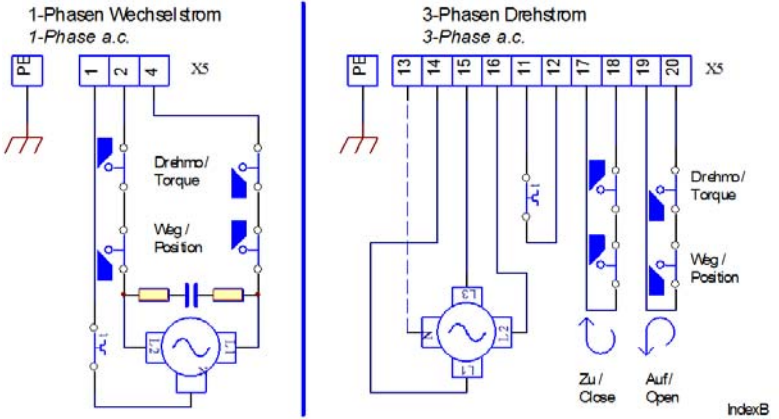 1-Phasen Wechselstrom
1-Phase a.c.
PE
1
2
4
X5
Drehmo/
Torque
Weg /
Position
L2
L1
N
3-Phasen Drehstrom
3-Phase a.c.
PE
13
14
15
16
11
12
17
18
19
20
X5
Drehmo/
Torque
Weg /
Position
L3
N
L2
L1
Zu /
Close
Auf/
Open
IndexB